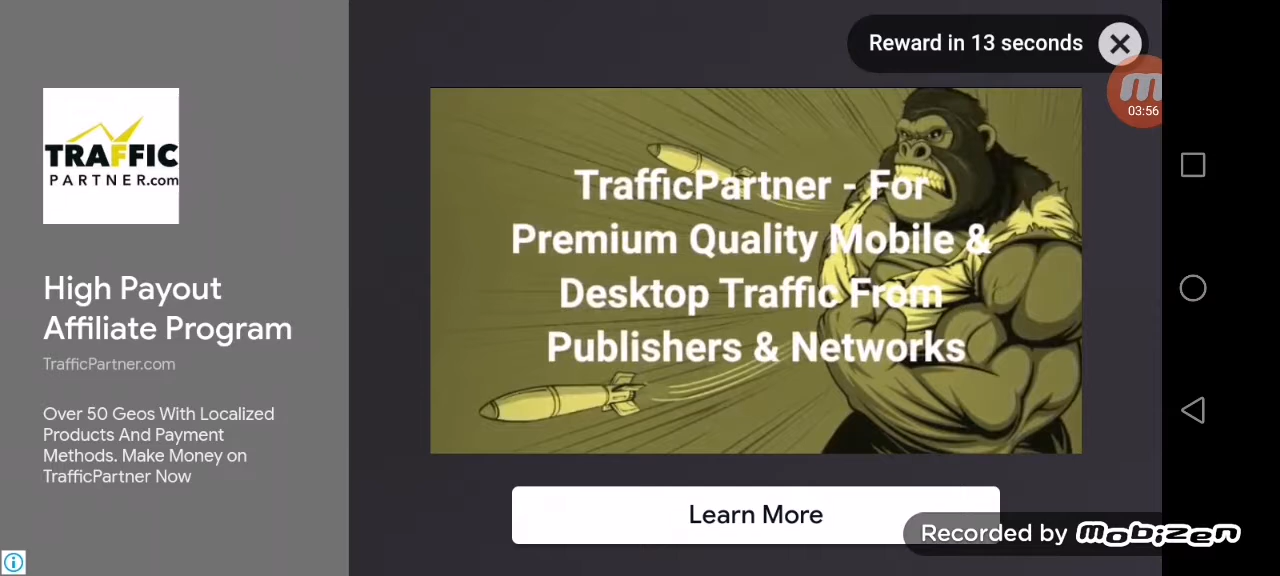 Reward in 13 seconds
03:56
TRAFFIC
PARTNER.com
TrafficPartner - For
Premium Quality Mobile &
Desktop Traffic From
Publishers & Networks
High Payout
Affiliate Program
TrafficPartner.com
Over 50 Geos With Localized
Products And Payment
Methods. Make Money on
TrafficPartner Now
Learn More
Recorded by Mobizen